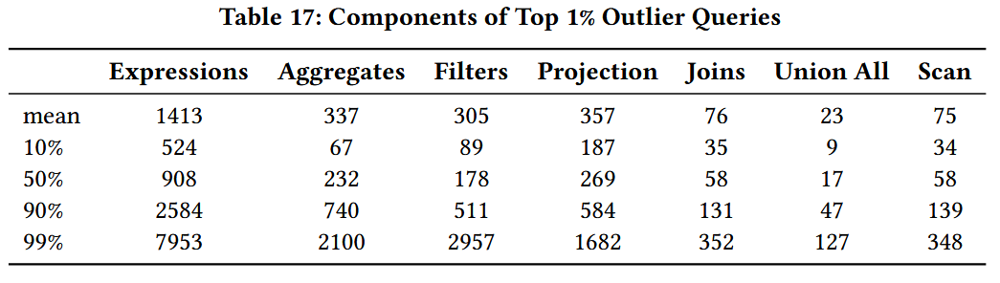 Table 17: Components of Top 1% Outlier Queries
Expressions Aggregates Filters Projection Joins Union All Scan
mean 1413 337 305 357 76 23 75
10% 524 67 89 187 35 9 34
50% 908 232 178 269 58 17 58
90% 2584 740 511 584 131 47 139
99% 7953 2100 2957 1682 352 127 348